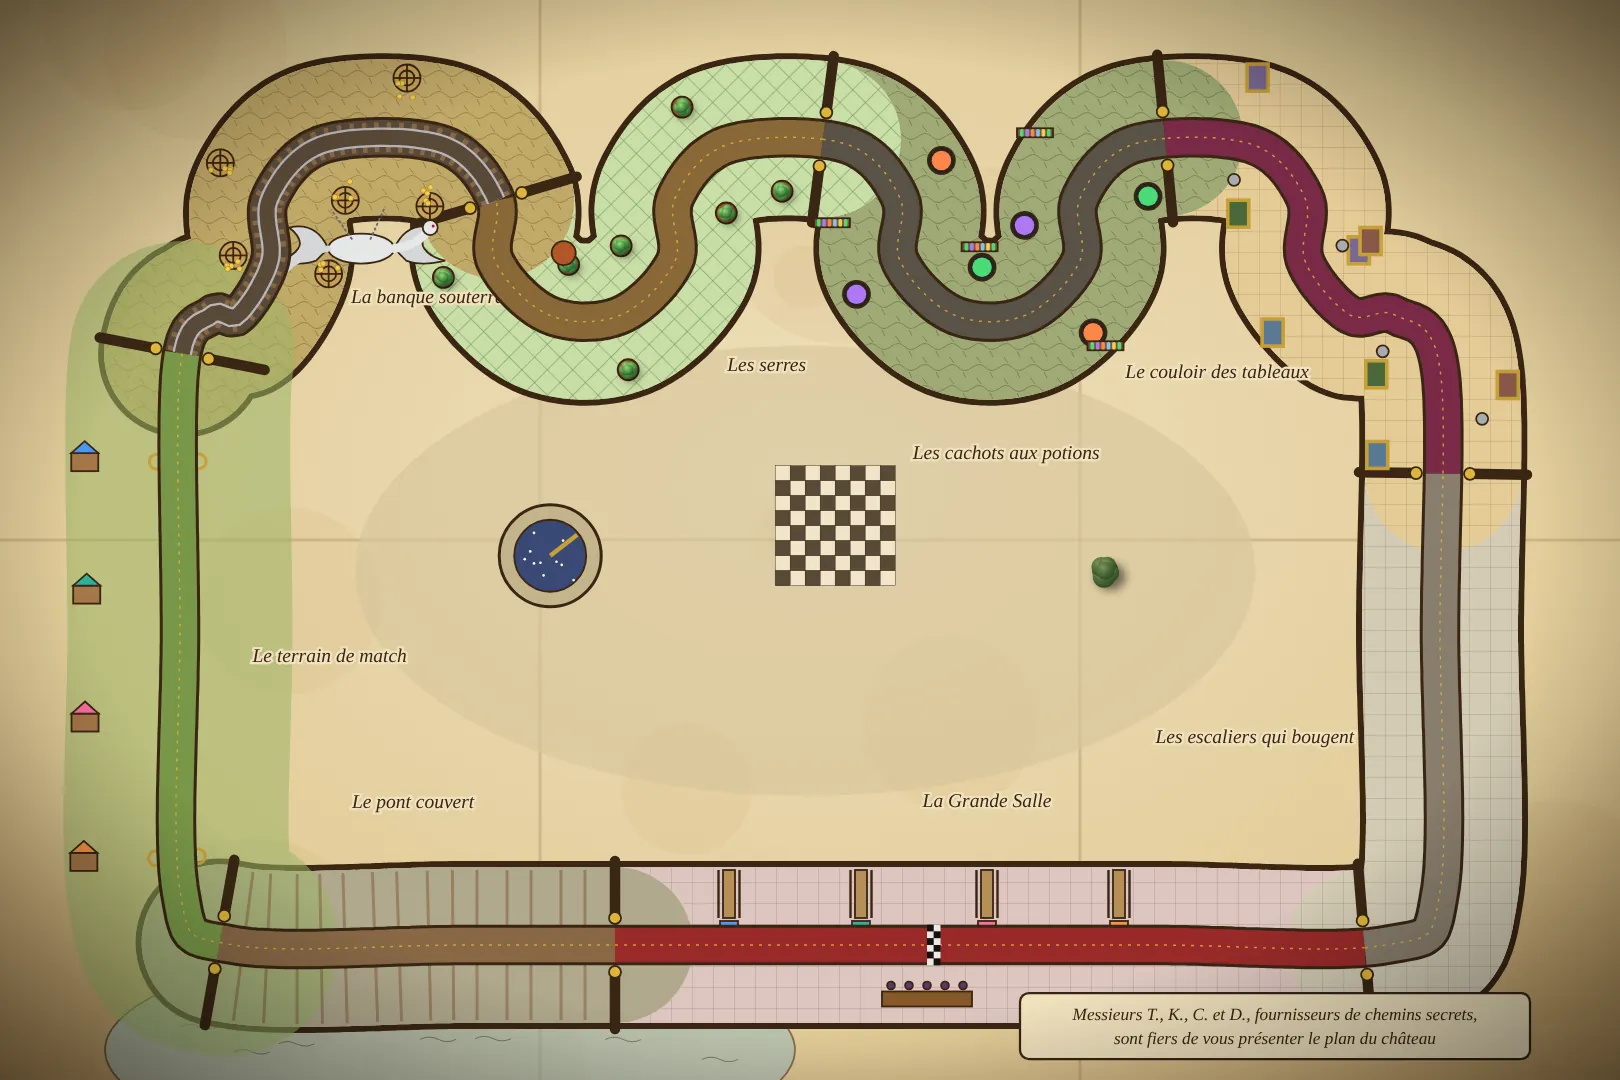 La banque souterr
Les serres
Le couloir des tableaux
Les cachots aux potions
Le terrain de match
Les escaliers qui bougent
Le pont couvert
La Grande Salle
Messieurs T., K., C. et D., fournisseurs de chemins secrets,
sont fiers de vous présenter le plan du château